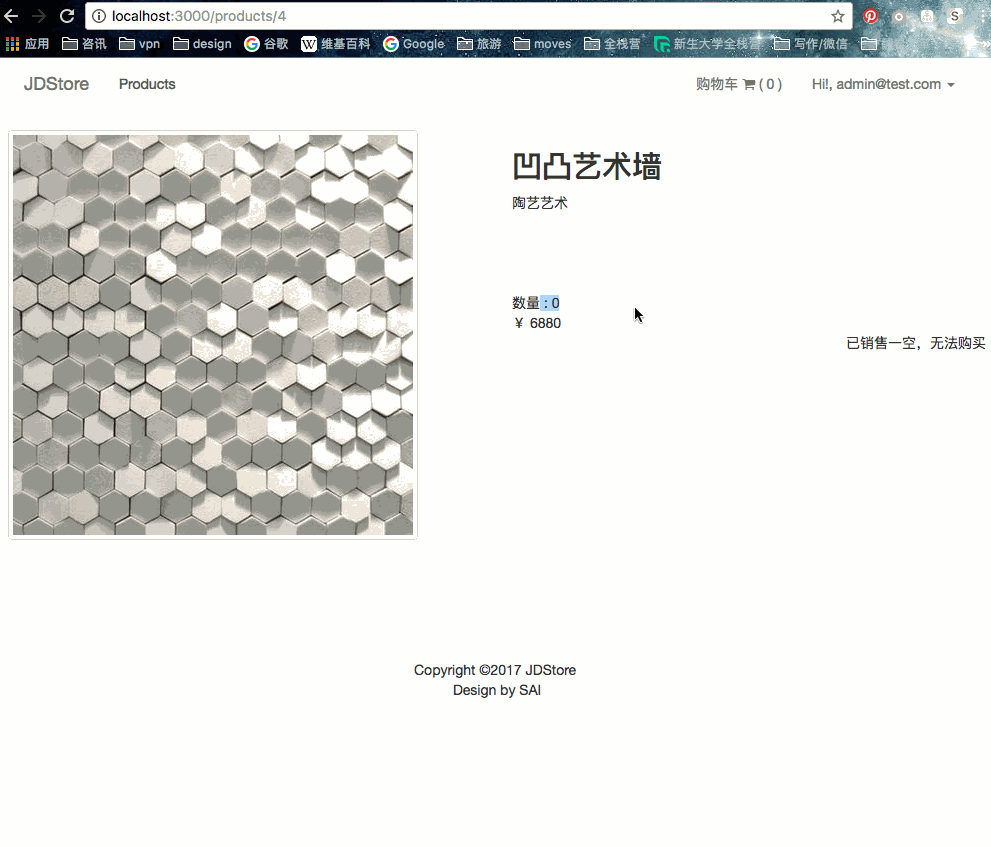 localhost:3000/products/4
S
应用 咨讯 vpn design 谷歌 W 维基百科 Google 旅游 moves 全栈营 新生大学全栈营 写作/微信
JDStore Products 购物车 ( 0 ) Hi!, admin@test.com
凹凸艺术墙
陶艺艺术
数量 : 0
￥ 6880
已销售一空，无法购买
Copyright ©2017 JDStore
Design by SAI